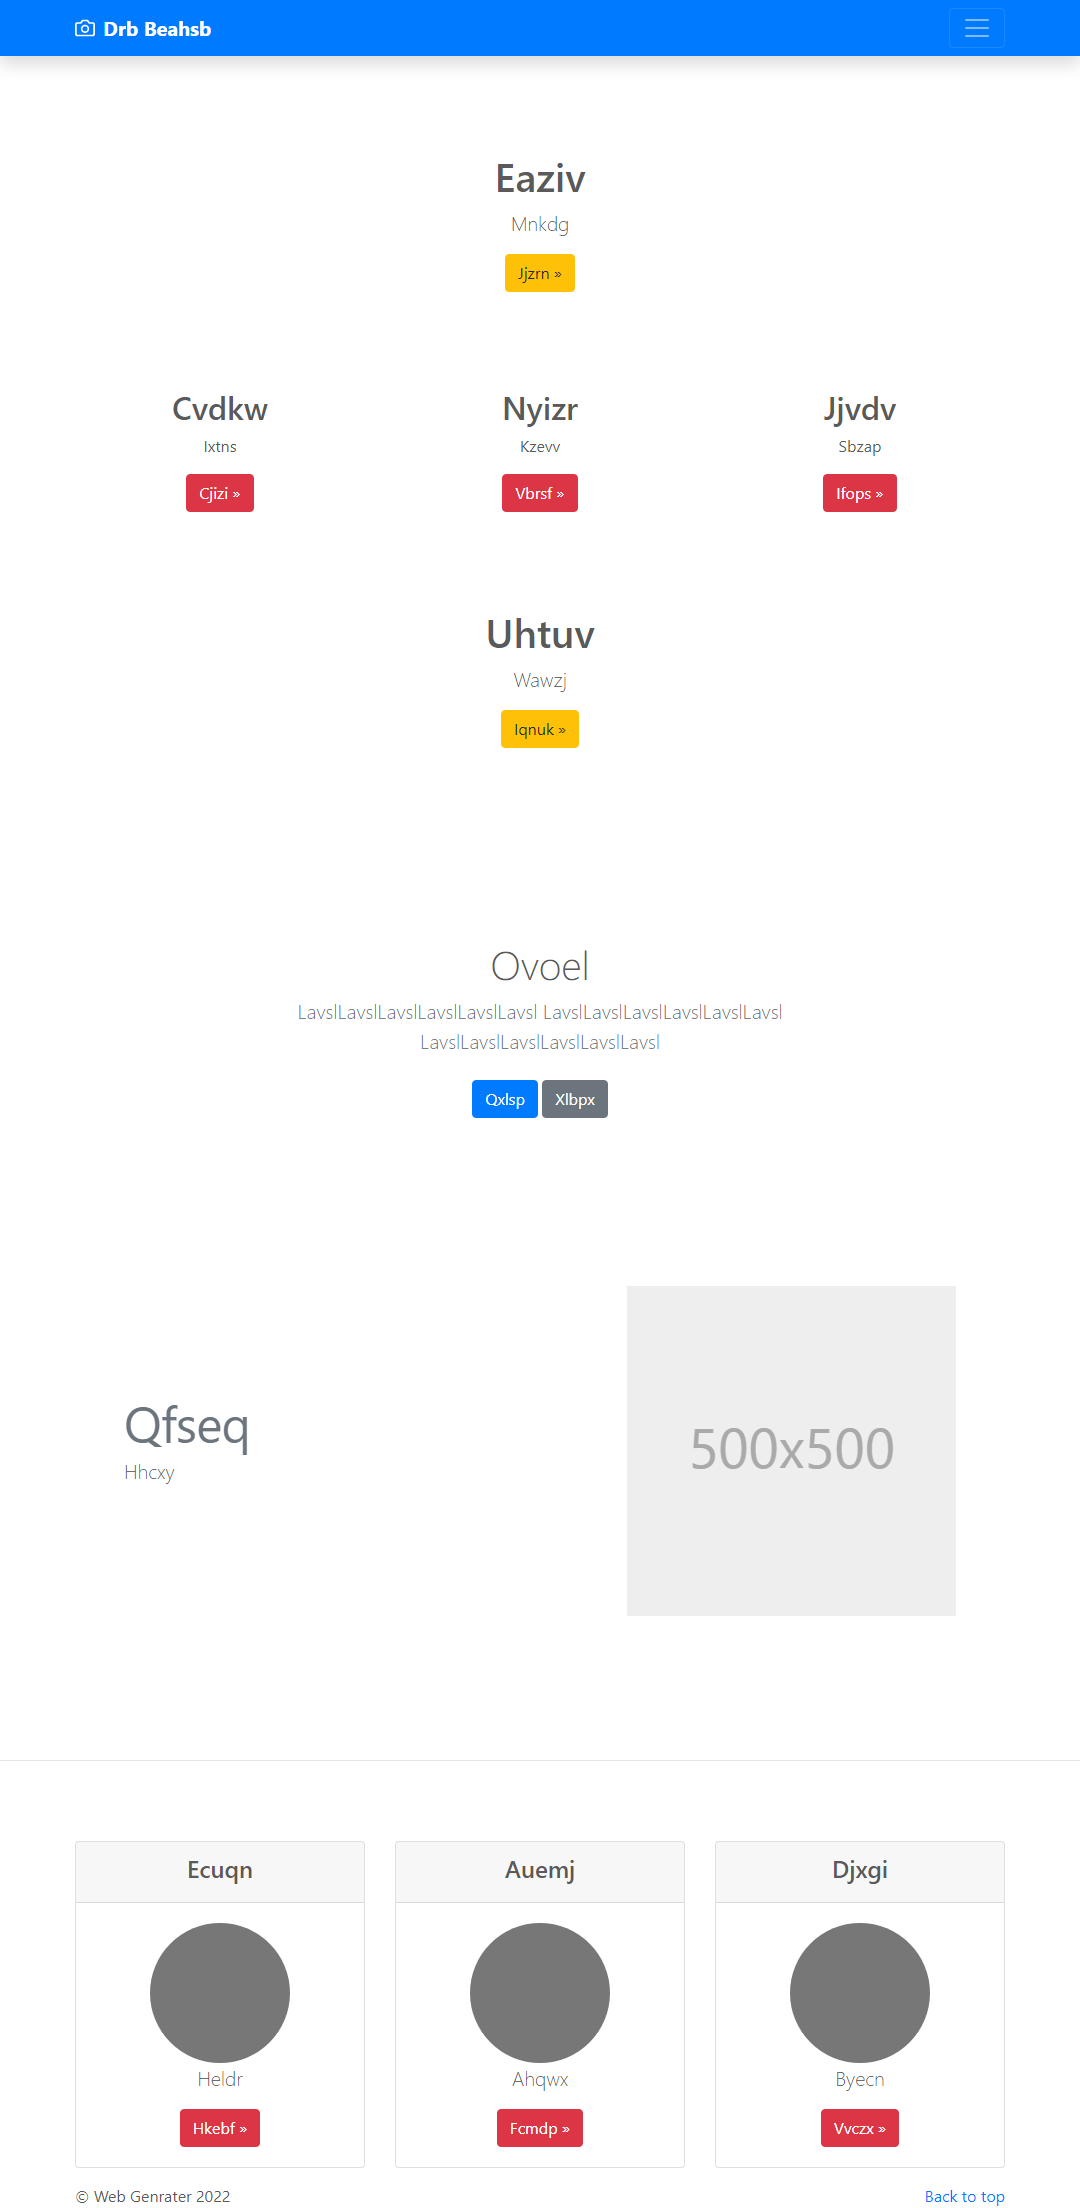 Drb Beahsb
Eaziv
Mnkdg
Jjzrn »
Cvdkw Nyizr Jjvdv
Ixtns Kzevv Sbzap
Cjizi » Vbrsf » Ifops »
Uhtuv
Wawzj
Iqnuk »
Ovoel
LavslLavslLavslLavslLavslLavsl LavslLavslLavslLavslLavslLavsl
LavslLavslLavslLavslLavslLavsl
Qxlsp Xlbpx
Qfseq
Hhcxy
500x500
Ecuqn Auemj Djxgi
Heldr Ahqwx Byecn
Hkebf » Fcmdp » Vvczx »
© Web Genrater 2022 Back to top